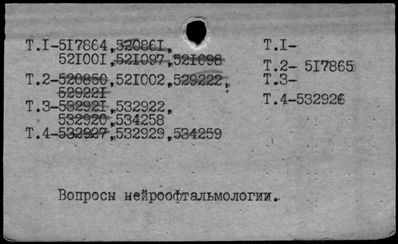 Т.I-517864, 520861,
521001, 521097, 521098
Т.2-520850, 521002, 529222,
529221
Т.3-532921, 532922,
532920, 534258
Т.4-532927, 532929, 534259
Т.I-
Т.2- 517865
Т.3-
Т.4-532926
Вопросы нейроофтальмологии.